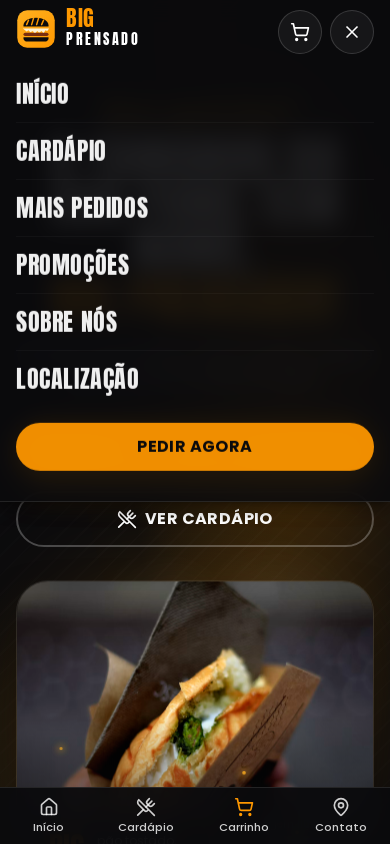 BIG
PRENSADO
INÍCIO
CARDÁPIO
MAIS PEDIDOS
PROMOÇÕES
SOBRE NÓS
LOCALIZAÇÃO
PEDIR AGORA
VER CARDÁPIO
Início
Cardápio
Carrinho
Contato